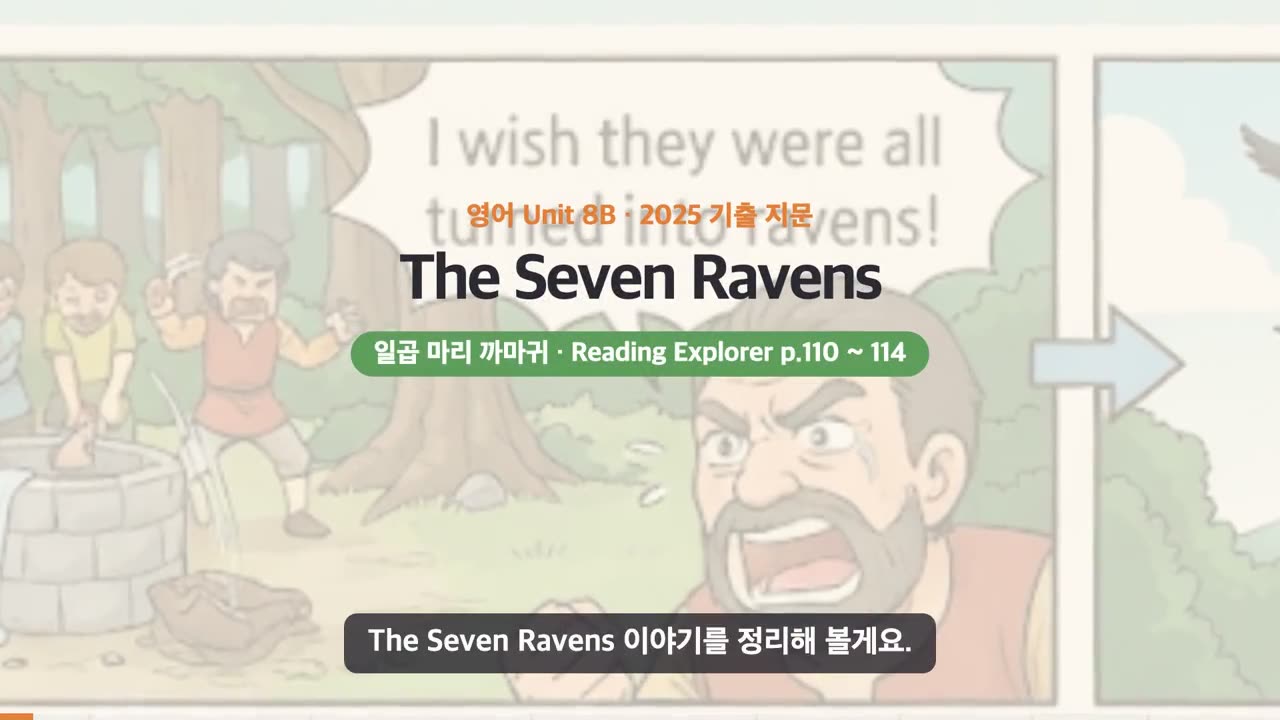 I wish they were all
turned into ravens!
영어 Unit 8B · 2025 기출 지문
The Seven Ravens
일곱 마리 까마귀 · Reading Explorer p.110 ~ 114
The Seven Ravens 이야기를 정리해 볼게요.